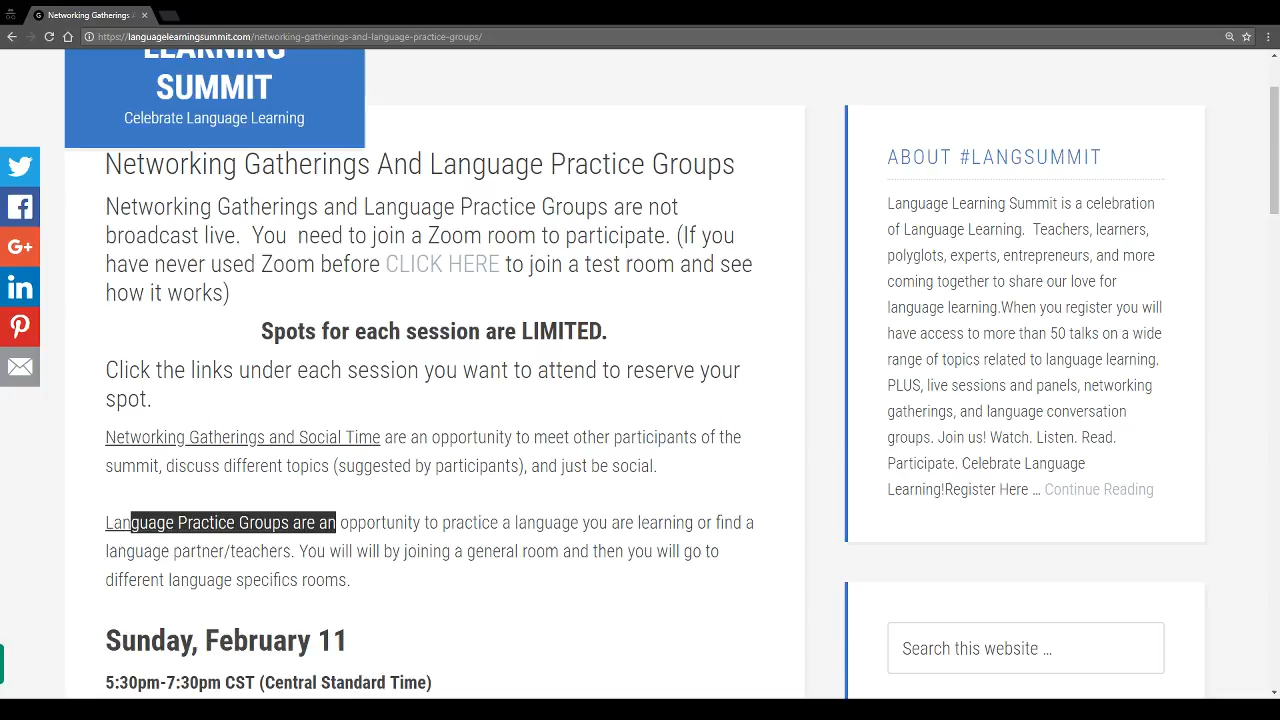 Networking Gatherings
https://languagelearningsummit.com/networking-gatherings-and-language-practice-groups/
LEARNING
SUMMIT
Celebrate Language Learning
Networking Gatherings And Language Practice Groups
Networking Gatherings and Language Practice Groups are not
broadcast live. You need to join a Zoom room to participate. (If you
have never used Zoom before CLICK HERE to join a test room and see
how it works)
Spots for each session are LIMITED.
Click the links under each session you want to attend to reserve your
spot.
Networking Gatherings and Social Time are an opportunity to meet other participants of the
summit, discuss different topics (suggested by participants), and just be social.
Language Practice Groups are an opportunity to practice a language you are learning or find a
language partner/teachers. You will will by joining a general room and then you will go to
different language specifics rooms.
Sunday, February 11
5:30pm-7:30pm CST (Central Standard Time)
ABOUT #LANGSUMMIT
Language Learning Summit is a celebration
of Language Learning. Teachers, learners,
polyglots, experts, entrepreneurs, and more
coming together to share our love for
language learning.When you register you will
have access to more than 50 talks on a wide
range of topics related to language learning.
PLUS, live sessions and panels, networking
gatherings, and language conversation
groups. Join us! Watch. Listen. Read.
Participate. Celebrate Language
Learning!Register Here … Continue Reading
Search this website …
G+
in